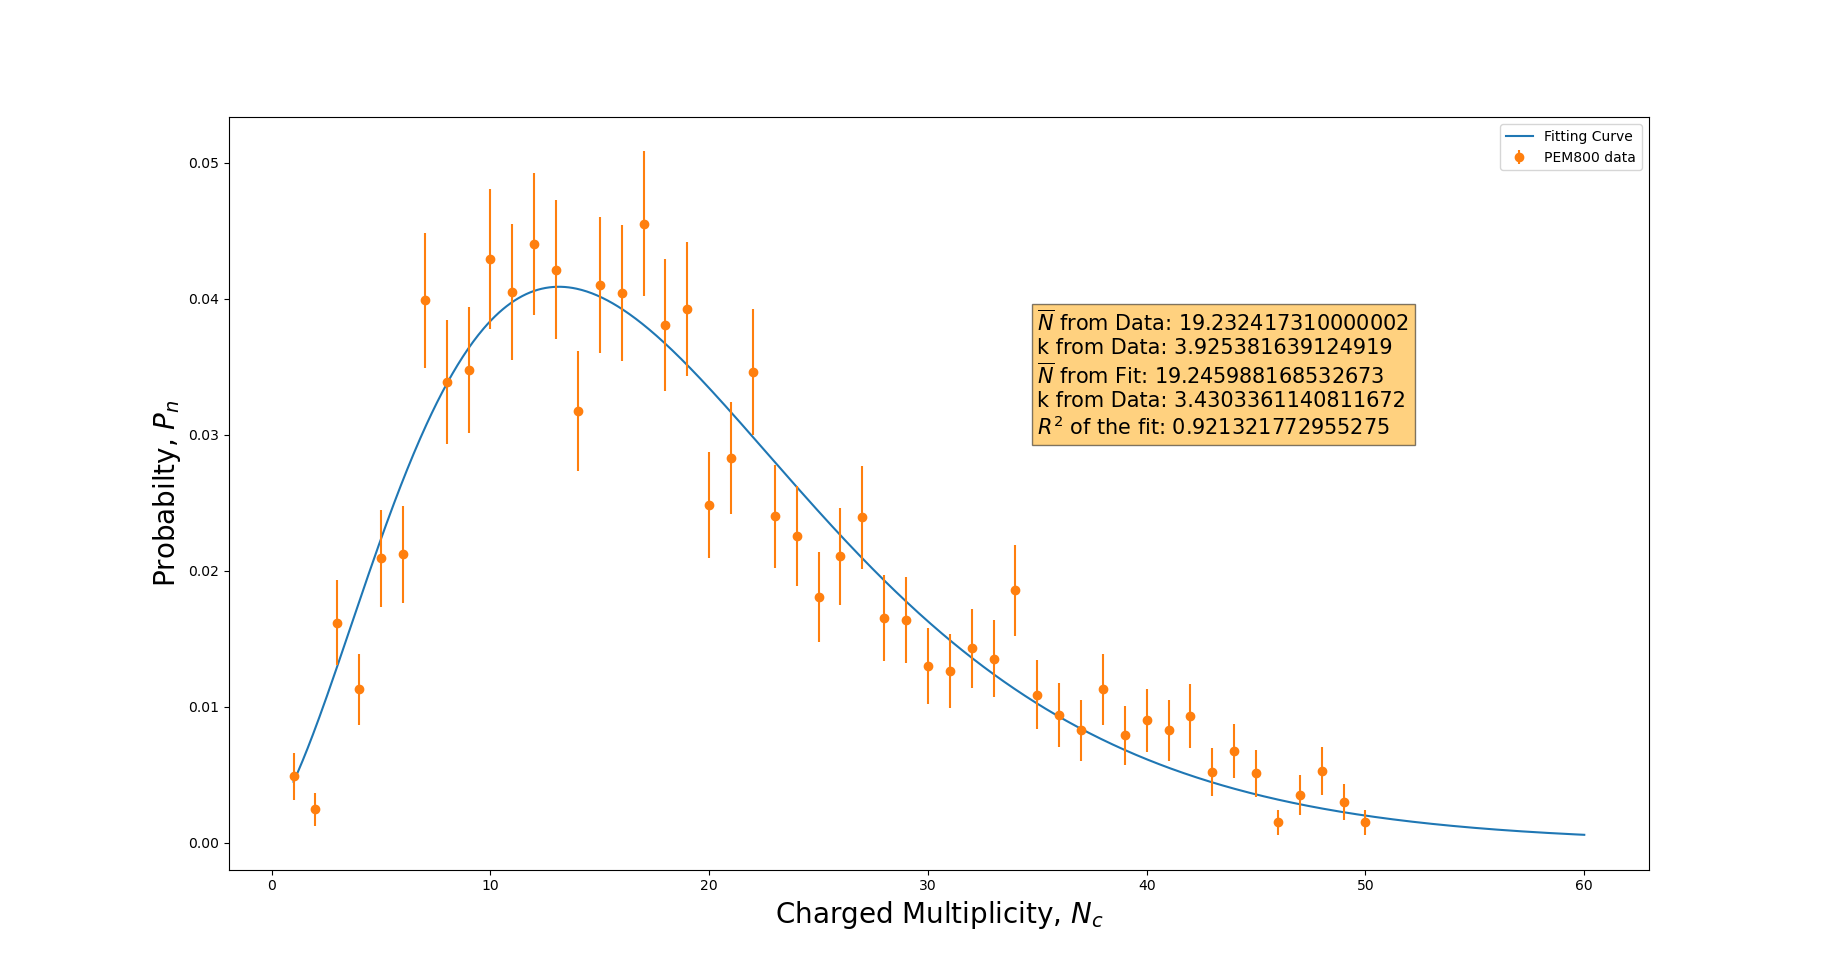 Fitting Curve
PEM800 data
0.05
0.04
0.03
0.02
0.01
0.00
Probabilty, Pₙ
N̅ from Data: 19.232417310000002
k from Data: 3.925381639124919
N̅ from Fit: 19.245988168532673
k from Data: 3.4303361140811672
R² of the fit: 0.921321772955275
0 10 20 30 40 50 60
Charged Multiplicity, N_c